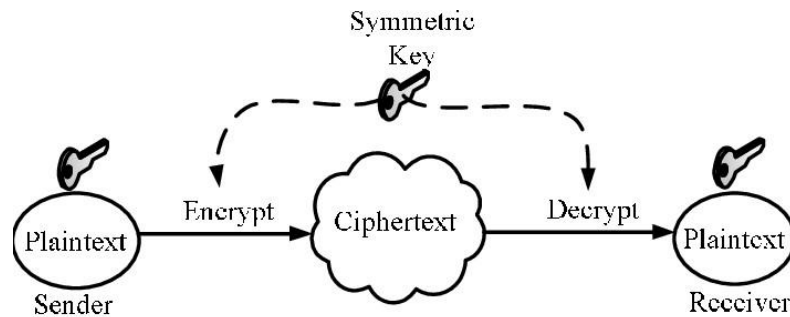 Symmetric
Key
Encrypt
Decrypt
Plaintext
Ciphertext
Plaintext
Sender
Receiver